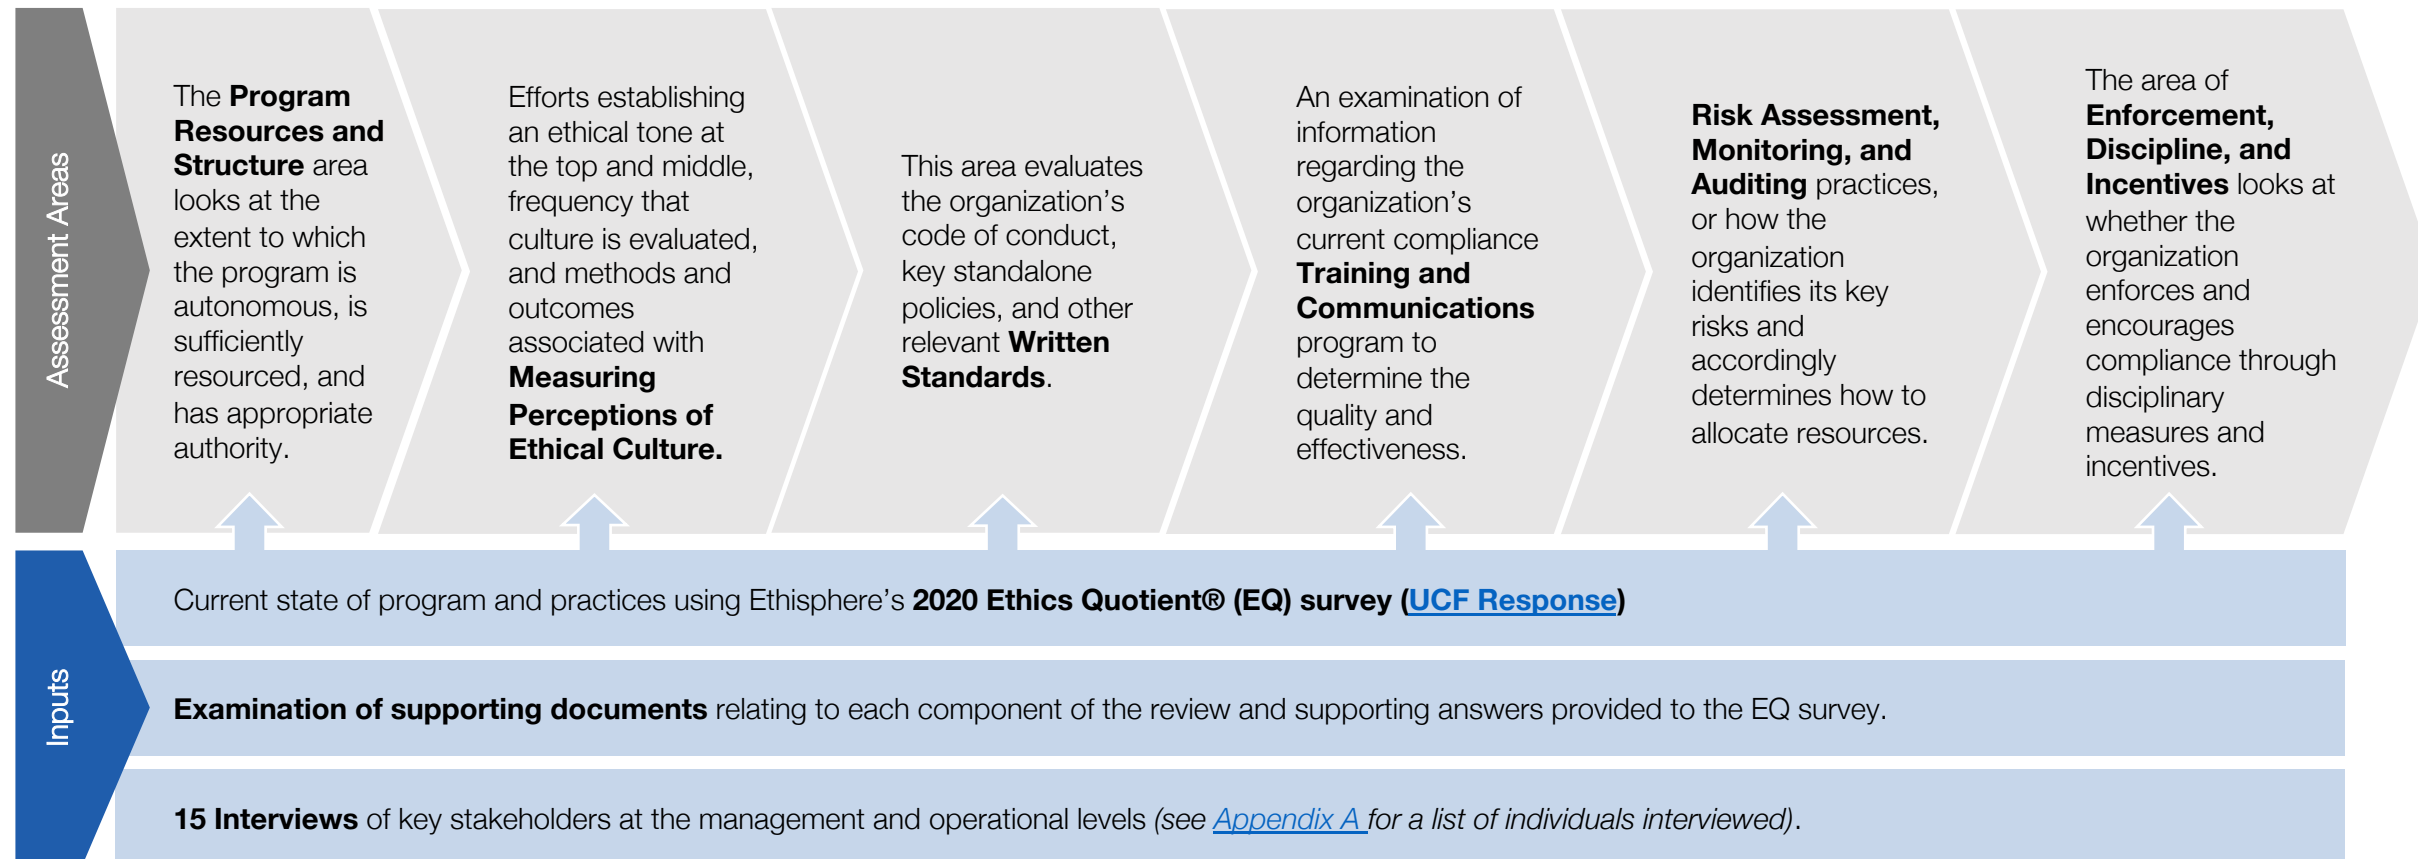 Assessment Areas
The Program
Resources and
Structure area
looks at the
extent to which
the program is
autonomous, is
sufficiently
resourced, and
has appropriate
authority.
Efforts establishing
an ethical tone at
the top and middle,
frequency that
culture is evaluated,
and methods and
outcomes
associated with
Measuring
Perceptions of
Ethical Culture.
This area evaluates
the organization’s
code of conduct,
key standalone
policies, and other
relevant Written
Standards.
An examination of
information
regarding the
organization’s
current compliance
Training and
Communications
program to
determine the
quality and
effectiveness.
Risk Assessment,
Monitoring, and
Auditing practices,
or how the
organization
identifies its key
risks and
accordingly
determines how to
allocate resources.
The area of
Enforcement,
Discipline, and
Incentives looks at
whether the
organization
enforces and
encourages
compliance through
disciplinary
measures and
incentives.
Inputs
Current state of program and practices using Ethisphere’s 2020 Ethics Quotient® (EQ) survey (UCF Response)
Examination of supporting documents relating to each component of the review and supporting answers provided to the EQ survey.
15 Interviews of key stakeholders at the management and operational levels (see Appendix A for a list of individuals interviewed).